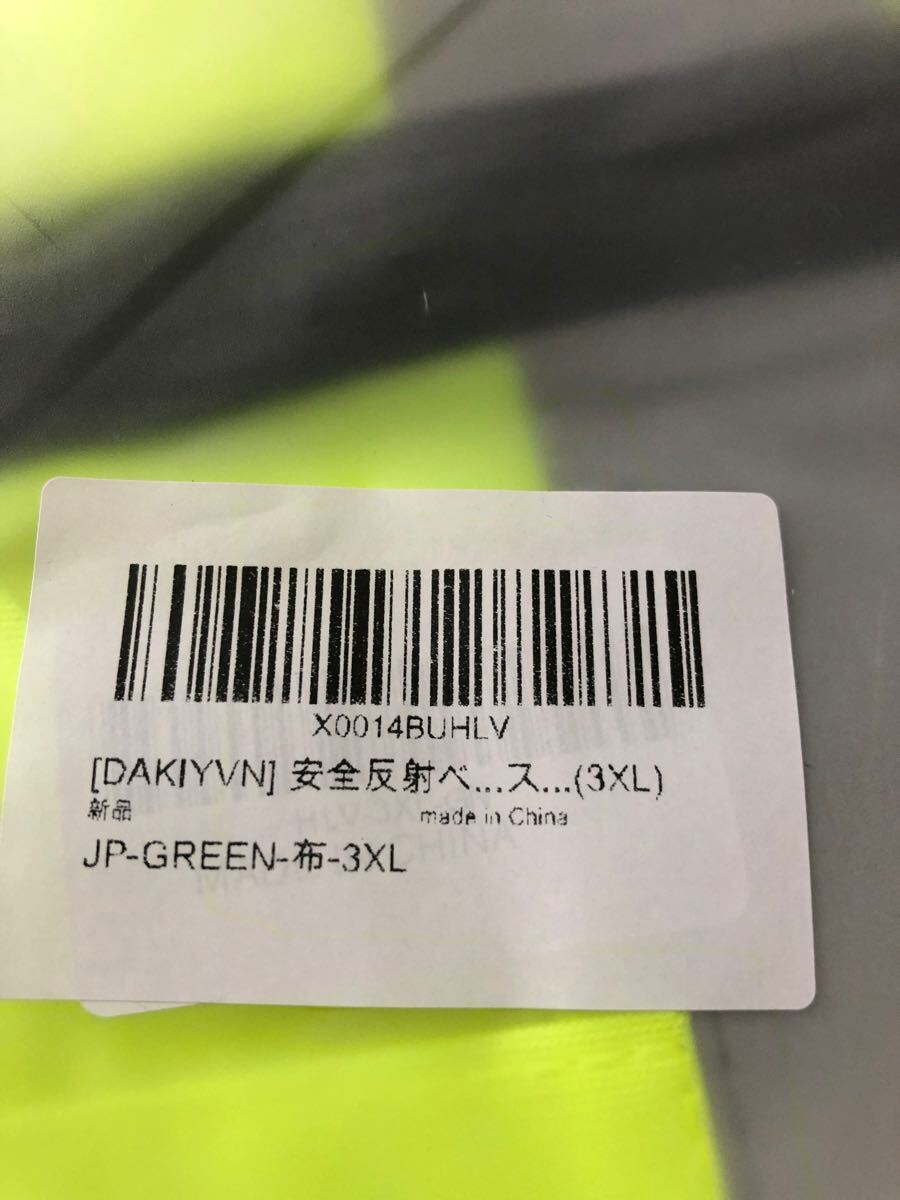 X0014BUHLV
[DAKIYVN] 安全反射ベ...ス...(3XL)
新品 made in China
JP-GREEN-布-3XL